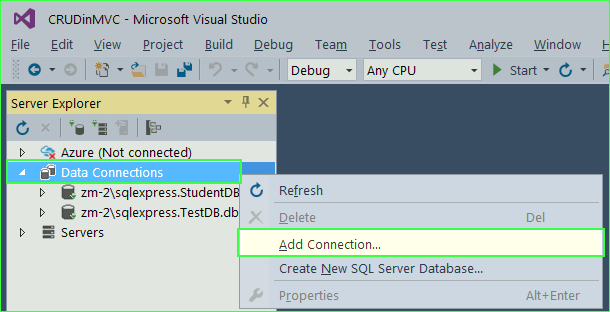 CRUDinMVC - Microsoft Visual Studio
File Edit View Project Build Debug Team Tools Test Analyze Window Help
Debug Any CPU Start
Server Explorer
Azure (Not connected)
Data Connections
zm-2\sqlexpress.StudentDB
zm-2\sqlexpress.TestDB.db
Servers
Refresh
Delete Del
Add Connection...
Create New SQL Server Database...
Properties Alt+Enter